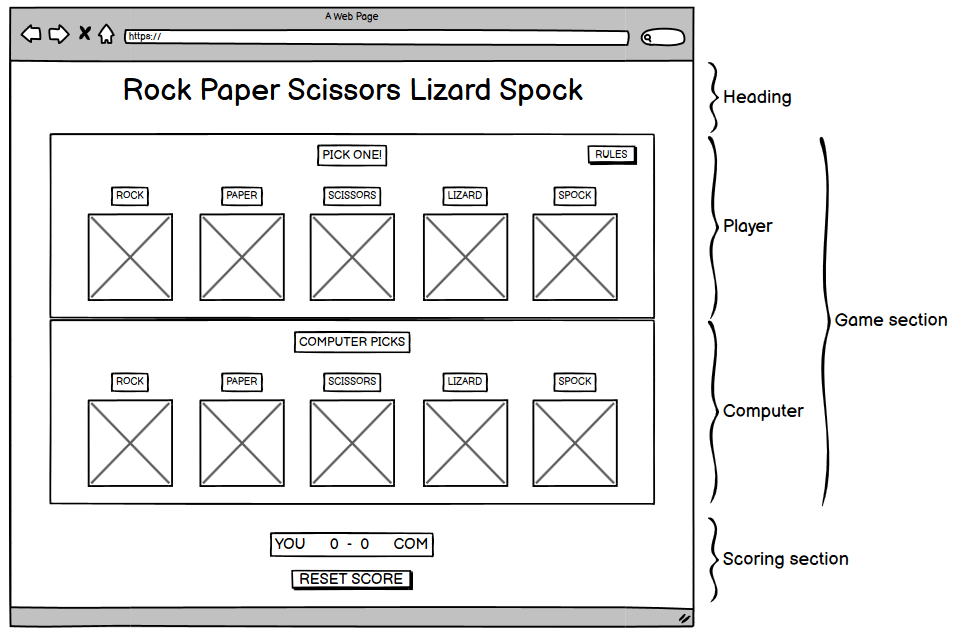 A Web Page
https://
Rock Paper Scissors Lizard Spock
Heading
PICK ONE!
RULES
ROCK
PAPER
SCISSORS
LIZARD
SPOCK
Player
Game section
COMPUTER PICKS
ROCK
PAPER
SCISSORS
LIZARD
SPOCK
Computer
YOU 0 - 0 COM
Scoring section
RESET SCORE